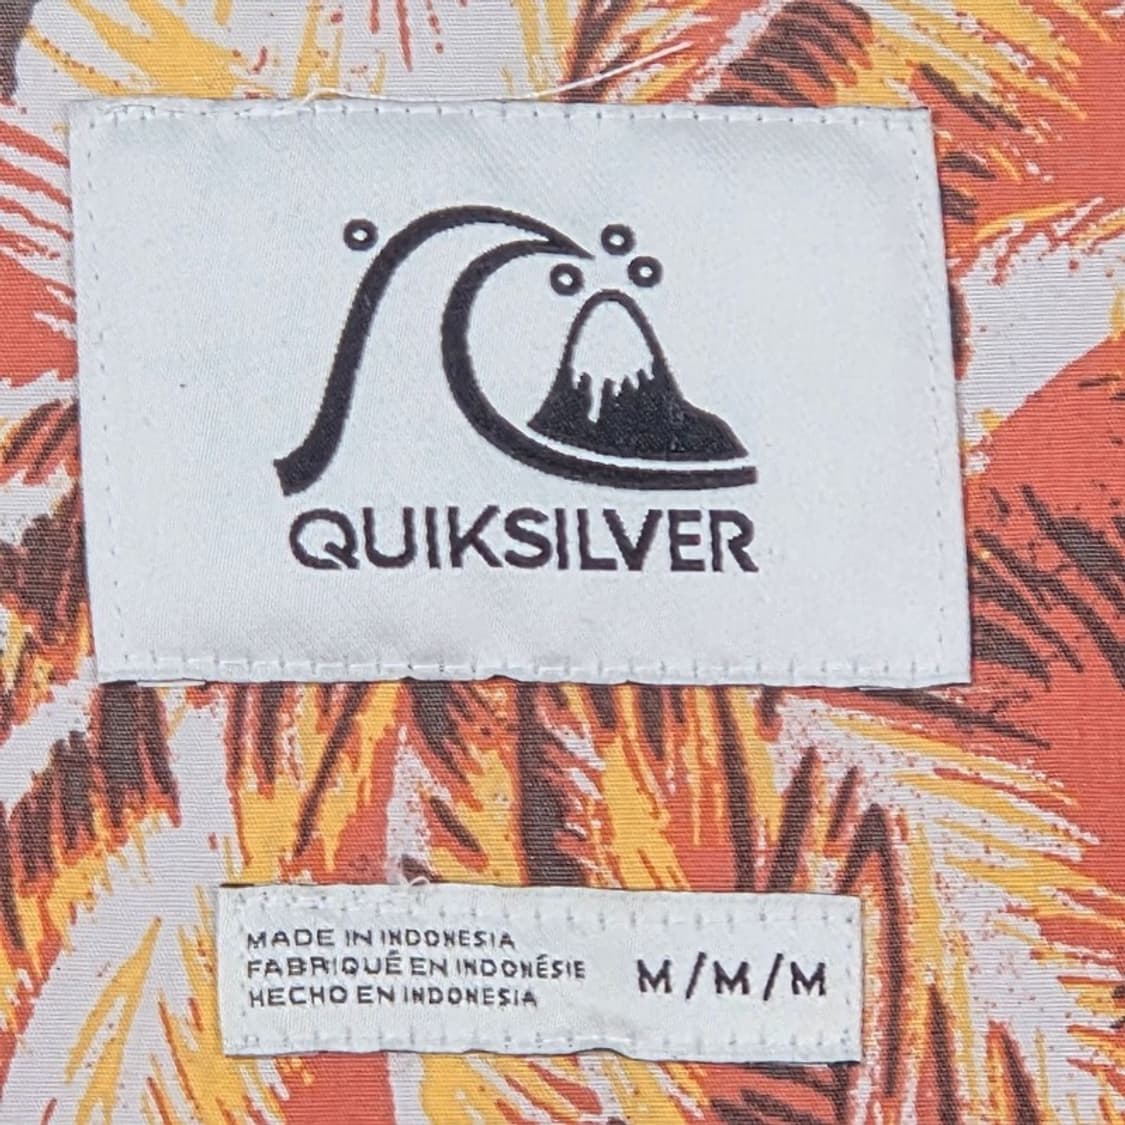 QUIKSILVER
MADE IN INDONESIA
FABRIQUÉ EN INDONÉSIE
HECHO EN INDONESIA
M/M/M